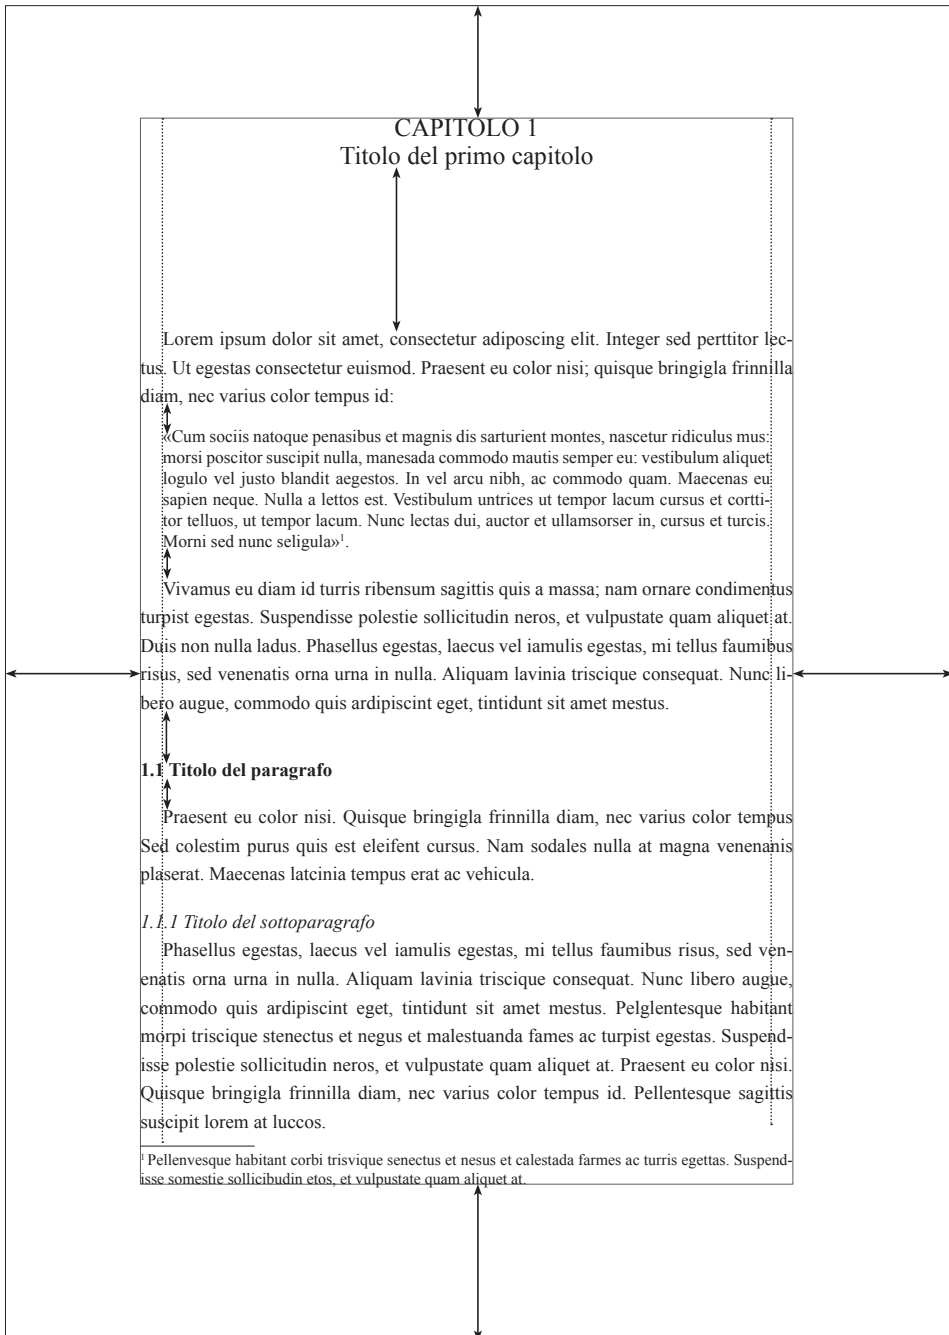 CAPITOLO 1
Titolo del primo capitolo
Lorem ipsum dolor sit amet, consectetur adiposcing elit. Integer sed perttitor lec-
tus. Ut egestas consectetur euismod. Praesent eu color nisi; quisque bringigla frinnilla
diam, nec varius color tempus id:
«Cum sociis natoque penasibus et magnis dis sarturient montes, nascetur ridiculus mus:
morsi poscitor suscipit nulla, manesada commodo mautis semper eu: vestibulum aliquet
logulo vel justo blandit aegestos. In vel arcu nibh, ac commodo quam. Maecenas eu
sapien neque. Nulla a lettos est. Vestibulum untrices ut tempor lacum cursus et cortti-
tor telluos, ut tempor lacum. Nunc lectas dui, auctor et ullamsorser in, cursus et turcis.
Morni sed nunc seligula»¹.
Vivamus eu diam id turris ribensum sagittis quis a massa; nam ornare condimentus
turpist egestas. Suspendisse polestie sollicitudin neros, et vulpustate quam aliquet at.
Duis non nulla ladus. Phasellus egestas, laecus vel iamulis egestas, mi tellus faumibus
risus, sed venenatis orna urna in nulla. Aliquam lavinia triscique consequat. Nunc li-
bero augue, commodo quis ardipiscint eget, tintidunt sit amet mestus.
1.1 Titolo del paragrafo
Praesent eu color nisi. Quisque bringigla frinnilla diam, nec varius color tempus
Sed colestim purus quis est eleifent cursus. Nam sodales nulla at magna venenanis
plaserat. Maecenas latcinia tempus erat ac vehicula.
1.1.1 Titolo del sottoparagrafo
Phasellus egestas, laecus vel iamulis egestas, mi tellus faumibus risus, sed ven-
enatis orna urna in nulla. Aliquam lavinia triscique consequat. Nunc libero augue,
commodo quis ardipiscint eget, tintidunt sit amet mestus. Pelglentesque habitant
morpi triscique stenectus et negus et malestuanda fames ac turpist egestas. Suspend-
isse polestie sollicitudin neros, et vulpustate quam aliquet at. Praesent eu color nisi.
Quisque bringigla frinnilla diam, nec varius color tempus id. Pellentesque sagittis
suscipit lorem at luccos.
¹ Pellenvesque habitant corbi trisvique senectus et nesus et calestada farmes ac turris egettas. Suspend-
isse somestie sollicibudin etos, et vulpustate quam aliquet at.